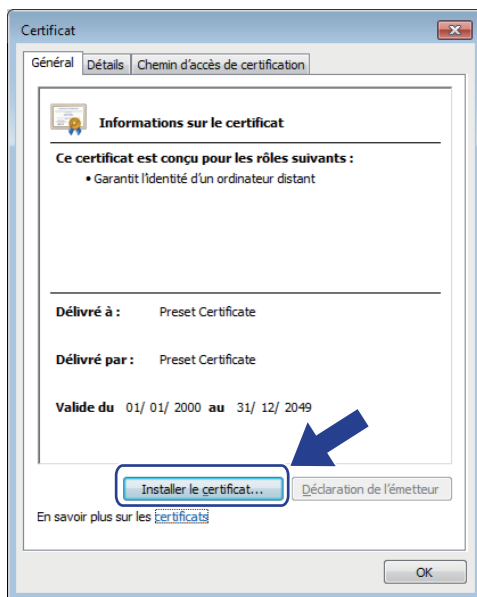 Certificat
Général Détails Chemin d'accès de certification
Informations sur le certificat
Ce certificat est conçu pour les rôles suivants :
• Garantit l'identité d'un ordinateur distant
Délivré à : Preset Certificate
Délivré par : Preset Certificate
Valide du 01/ 01/ 2000 au 31/ 12/ 2049
Installer le certificat... Déclaration de l'émetteur
En savoir plus sur les certificats
OK